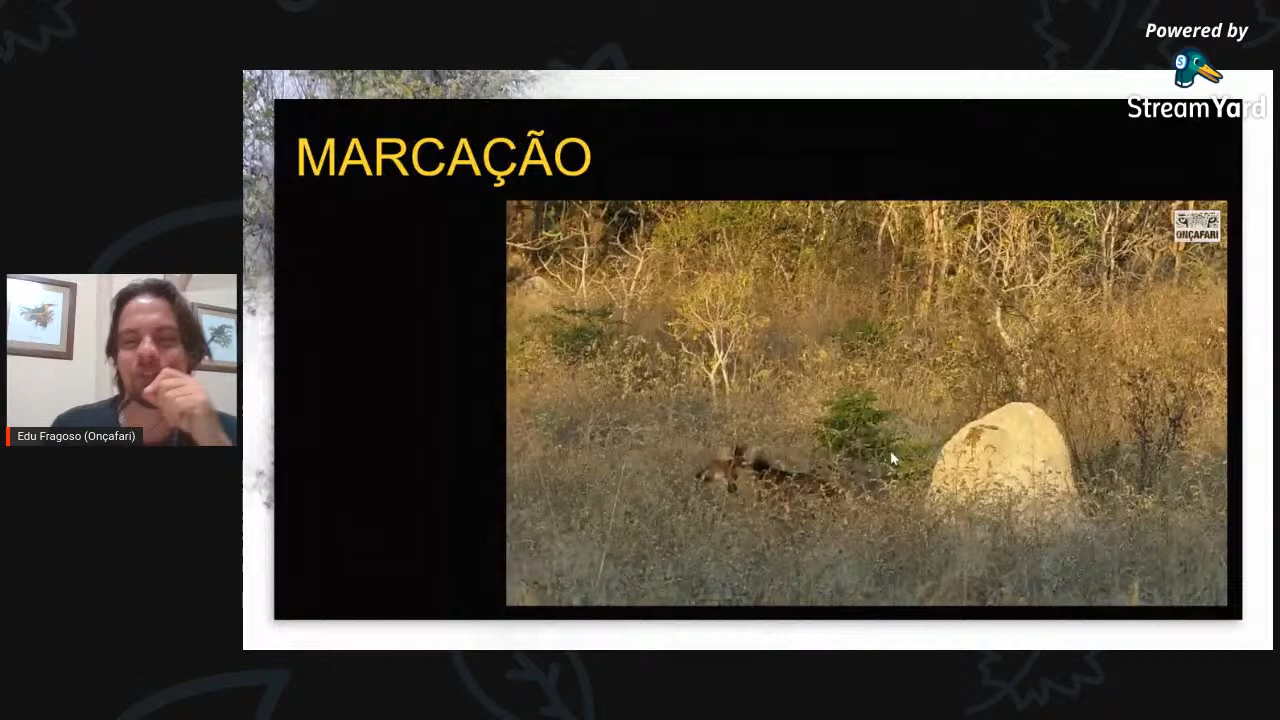 Powered by
StreamYard
MARCAÇÃO
ONÇAFARI
Edu Fragoso (Onçafari)